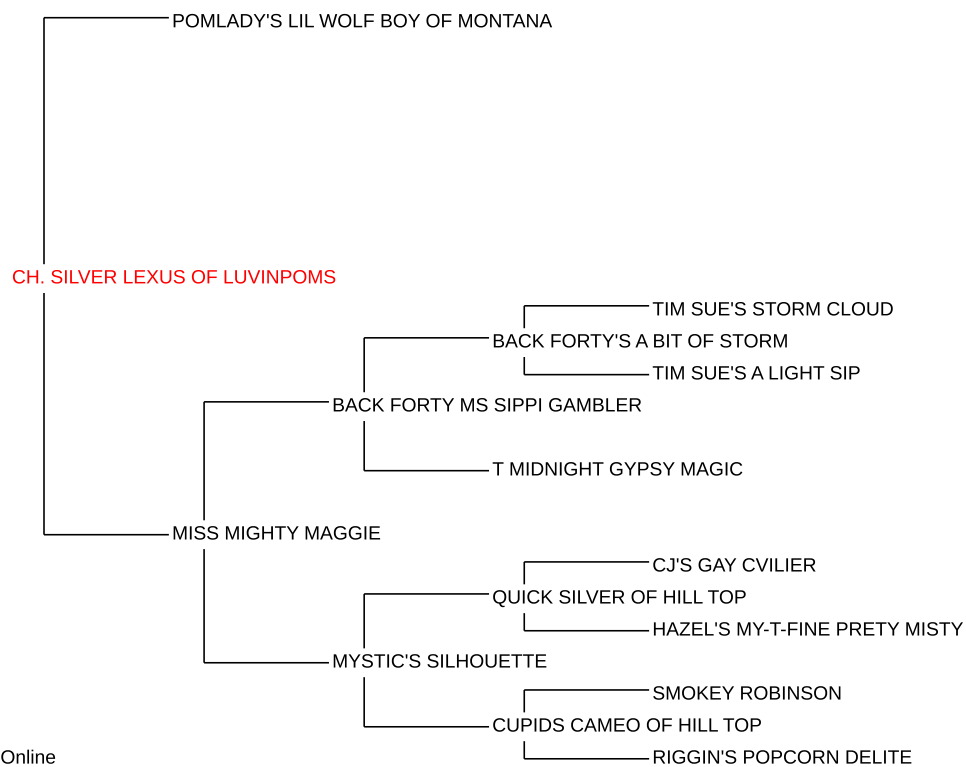 POMLADY'S LIL WOLF BOY OF MONTANA
CH. SILVER LEXUS OF LUVINPOMS
TIM SUE'S STORM CLOUD
BACK FORTY'S A BIT OF STORM
TIM SUE'S A LIGHT SIP
BACK FORTY MS SIPPI GAMBLER
T MIDNIGHT GYPSY MAGIC
MISS MIGHTY MAGGIE
CJ'S GAY CVILIER
QUICK SILVER OF HILL TOP
HAZEL'S MY-T-FINE PRETY MISTY
MYSTIC'S SILHOUETTE
SMOKEY ROBINSON
CUPIDS CAMEO OF HILL TOP
RIGGIN'S POPCORN DELITE
Online